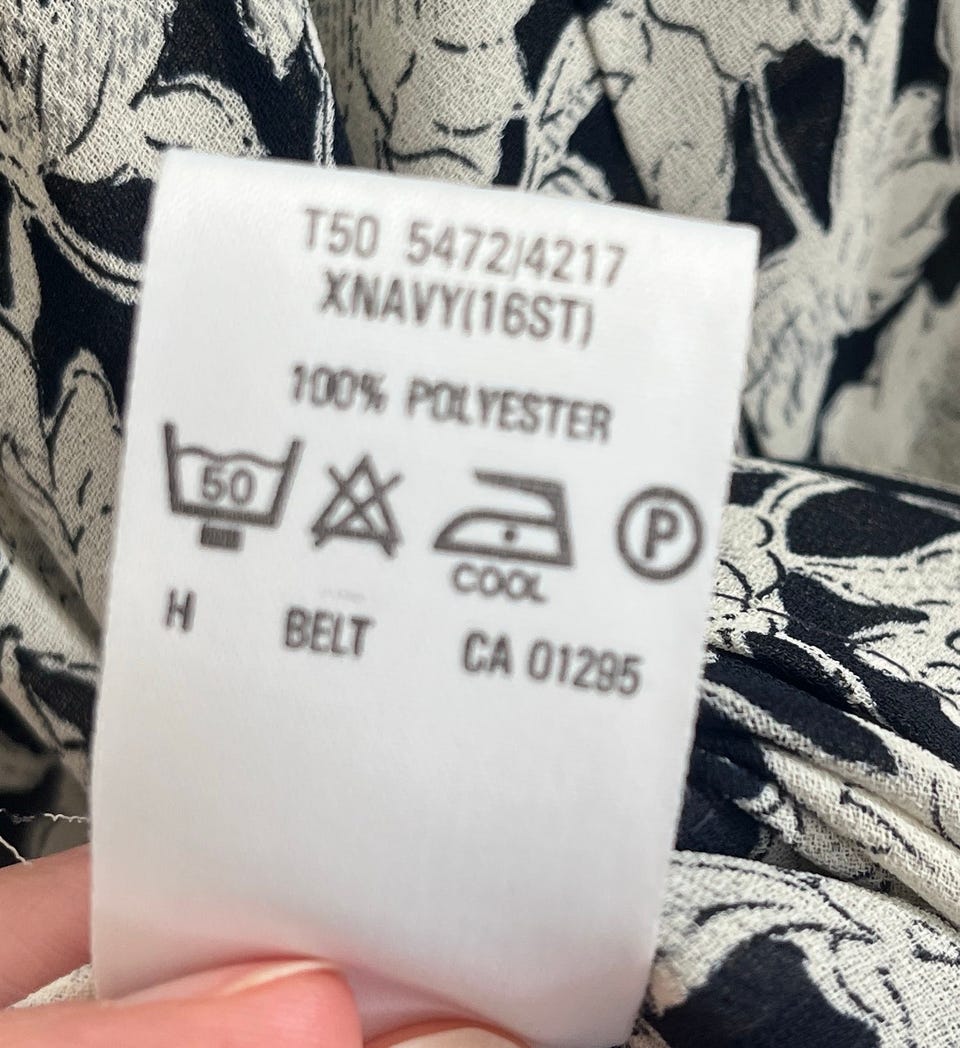 T50 5472/4217
XNAVY(16ST)
100% POLYESTER
50
COOL
P
H BELT CA 01295